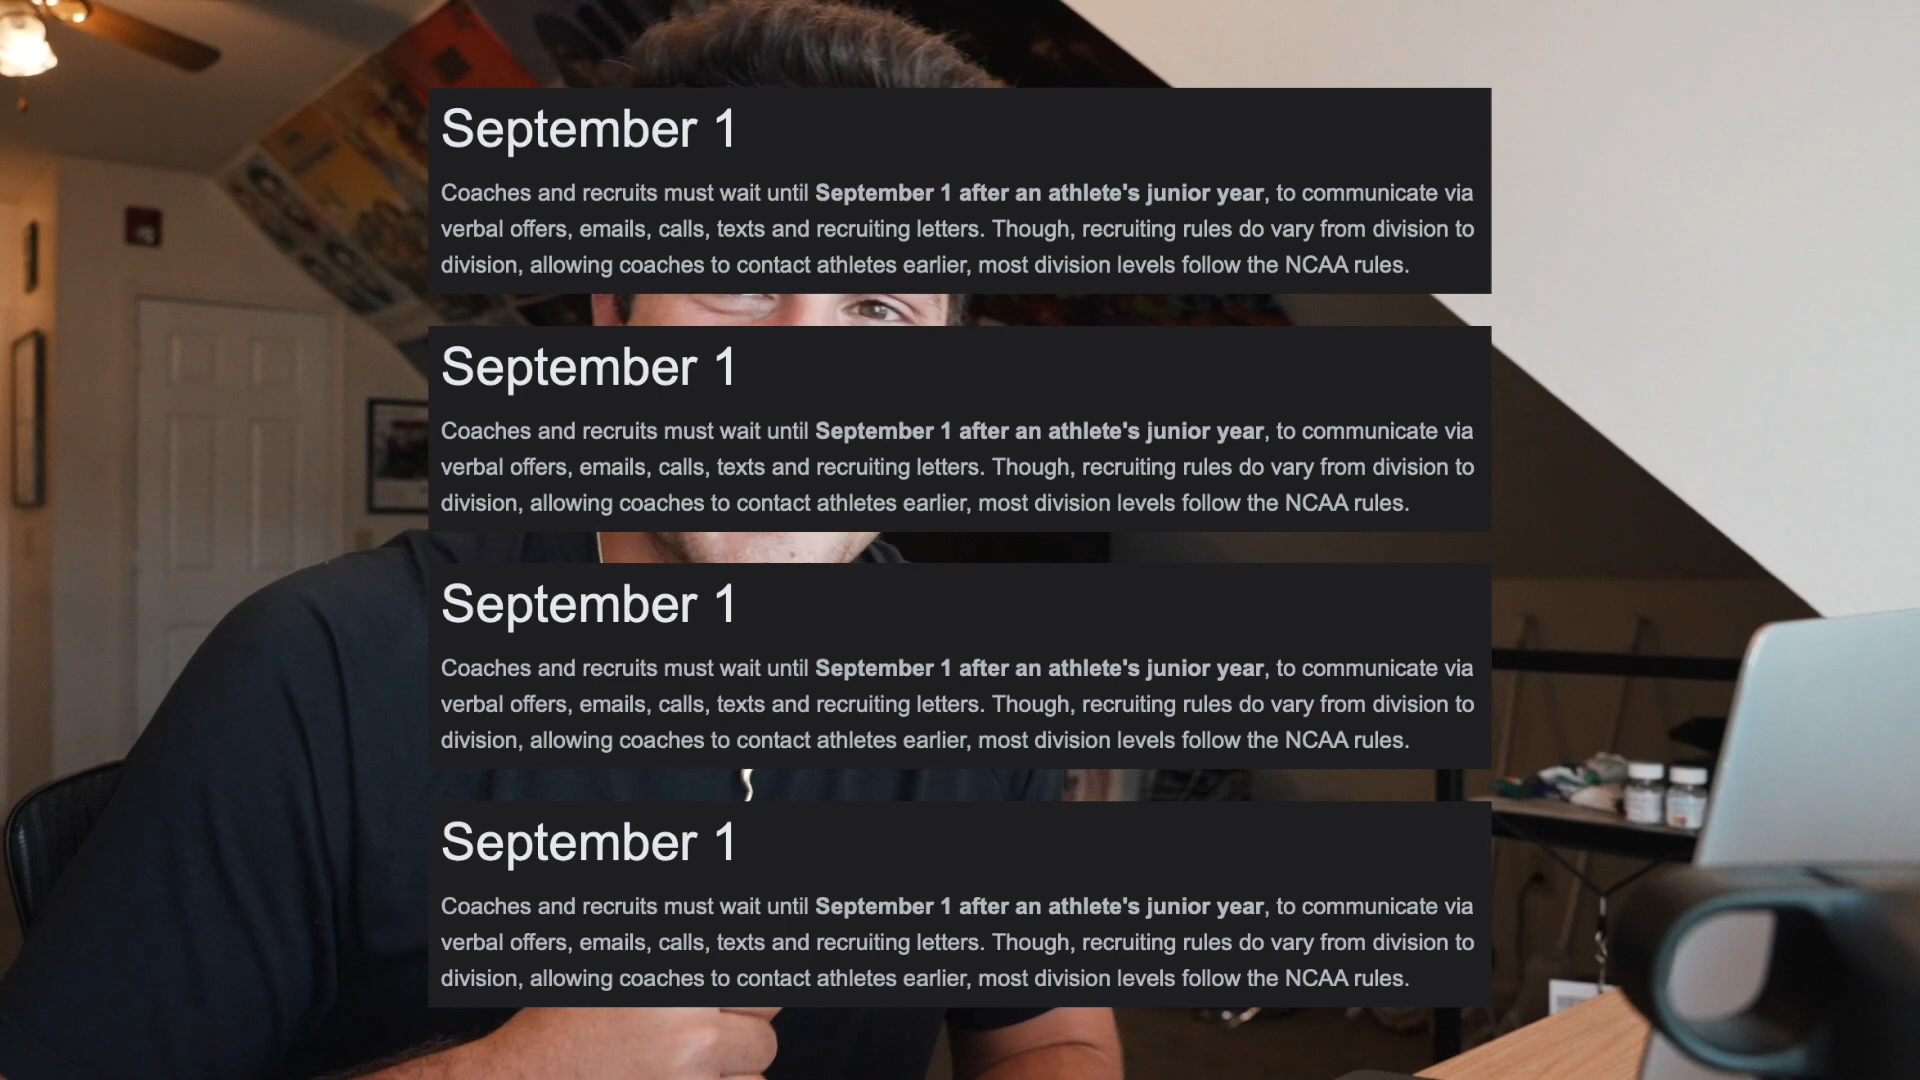 September 1
Coaches and recruits must wait until September 1 after an athlete's junior year, to communicate via
verbal offers, emails, calls, texts and recruiting letters. Though, recruiting rules do vary from division to
division, allowing coaches to contact athletes earlier, most division levels follow the NCAA rules.
September 1
Coaches and recruits must wait until September 1 after an athlete's junior year, to communicate via
verbal offers, emails, calls, texts and recruiting letters. Though, recruiting rules do vary from division to
division, allowing coaches to contact athletes earlier, most division levels follow the NCAA rules.
September 1
Coaches and recruits must wait until September 1 after an athlete's junior year, to communicate via
verbal offers, emails, calls, texts and recruiting letters. Though, recruiting rules do vary from division to
division, allowing coaches to contact athletes earlier, most division levels follow the NCAA rules.
September 1
Coaches and recruits must wait until September 1 after an athlete's junior year, to communicate via
verbal offers, emails, calls, texts and recruiting letters. Though, recruiting rules do vary from division to
division, allowing coaches to contact athletes earlier, most division levels follow the NCAA rules.